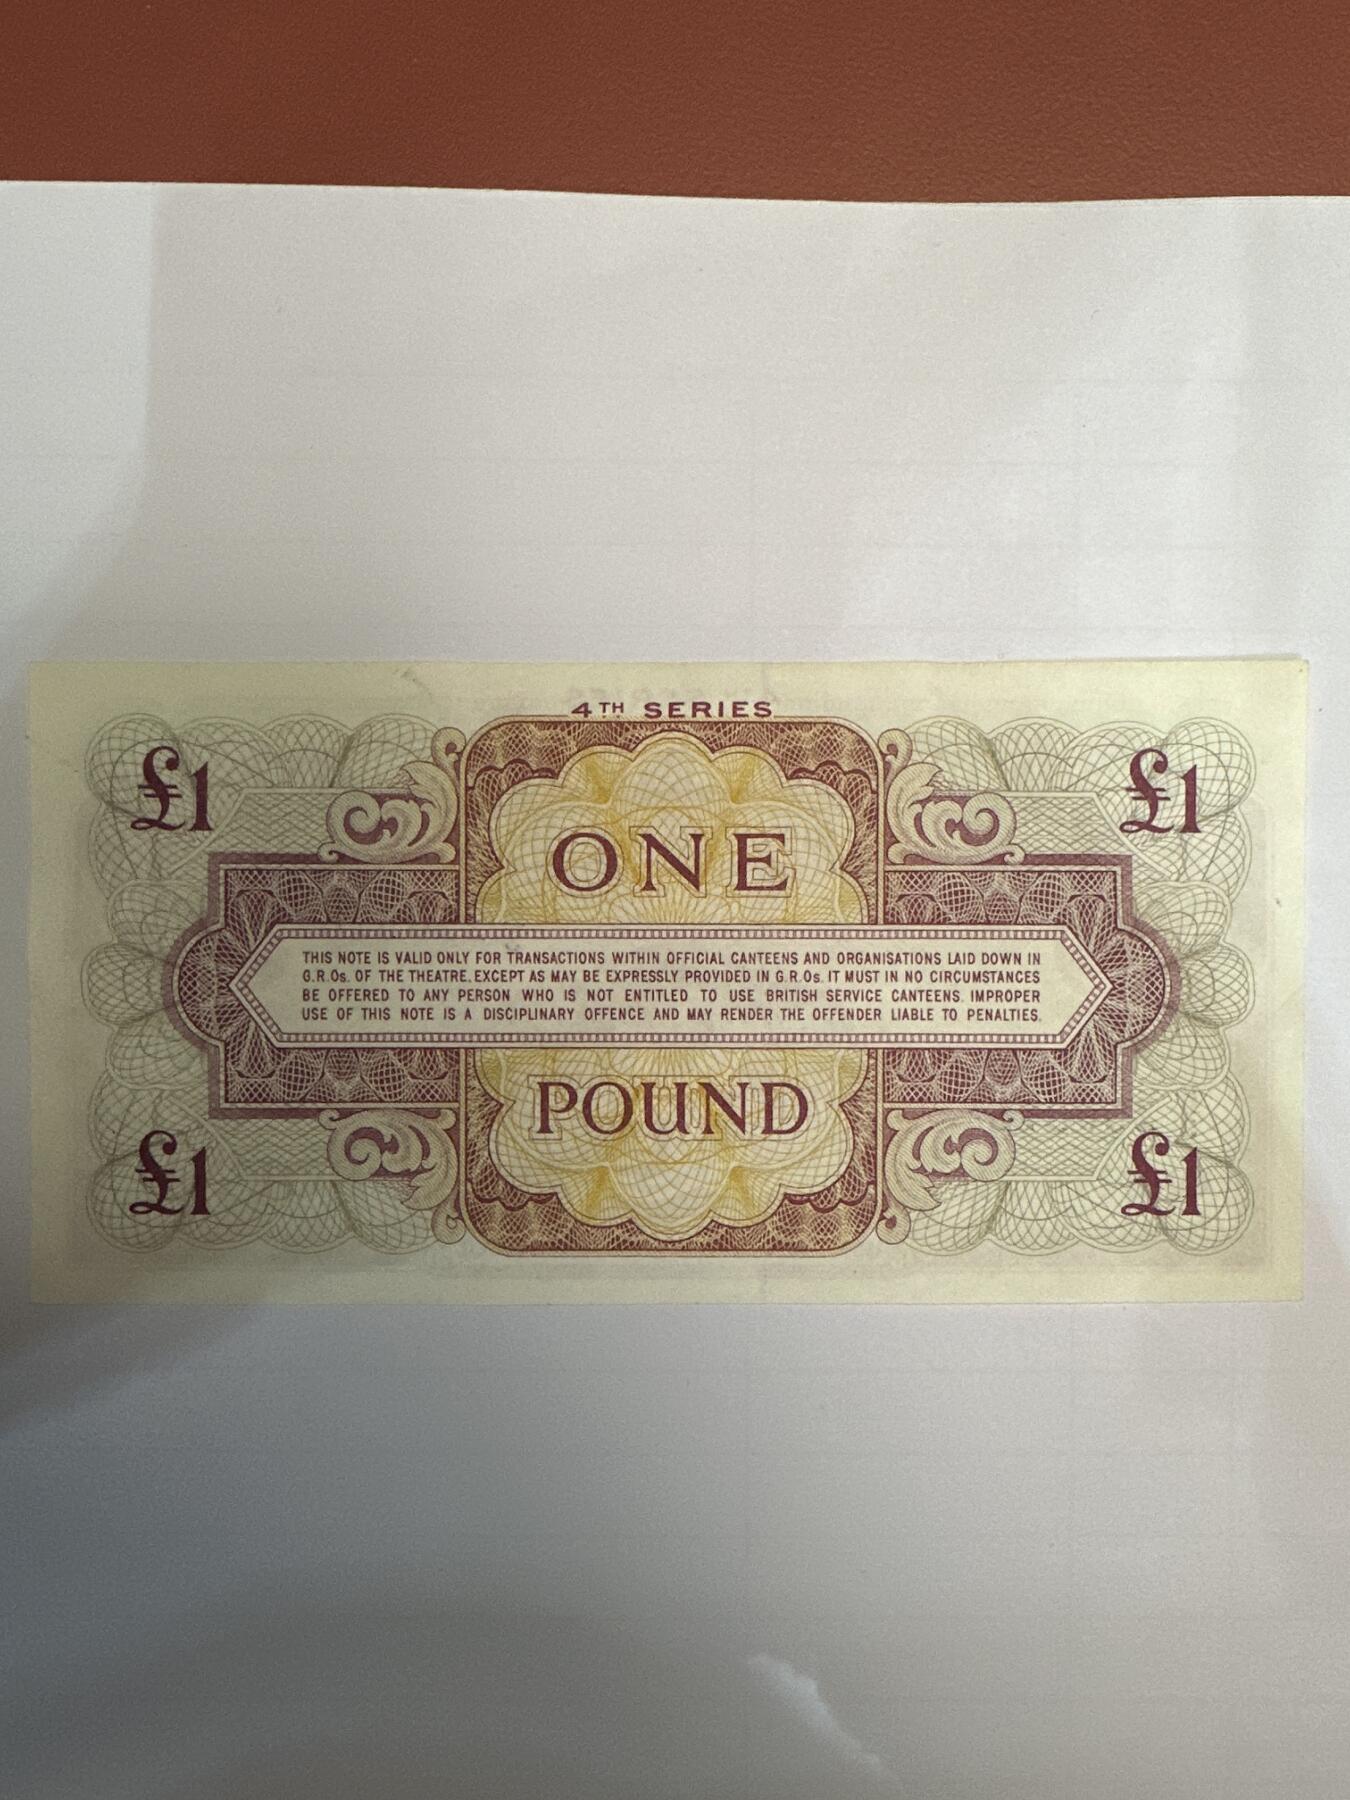 4TH SERIES
£1 £1
ONE
THIS NOTE IS VALID ONLY FOR TRANSACTIONS WITHIN OFFICIAL CANTEENS AND ORGANISATIONS LAID DOWN IN
G.R.Os. OF THE THEATRE. EXCEPT AS MAY BE EXPRESSLY PROVIDED IN G.R.Os. IT MUST IN NO CIRCUMSTANCES
BE OFFERED TO ANY PERSON WHO IS NOT ENTITLED TO USE BRITISH SERVICE CANTEENS. IMPROPER
USE OF THIS NOTE IS A DISCIPLINARY OFFENCE AND MAY RENDER THE OFFENDER LIABLE TO PENALTIES.
POUND
£1 £1